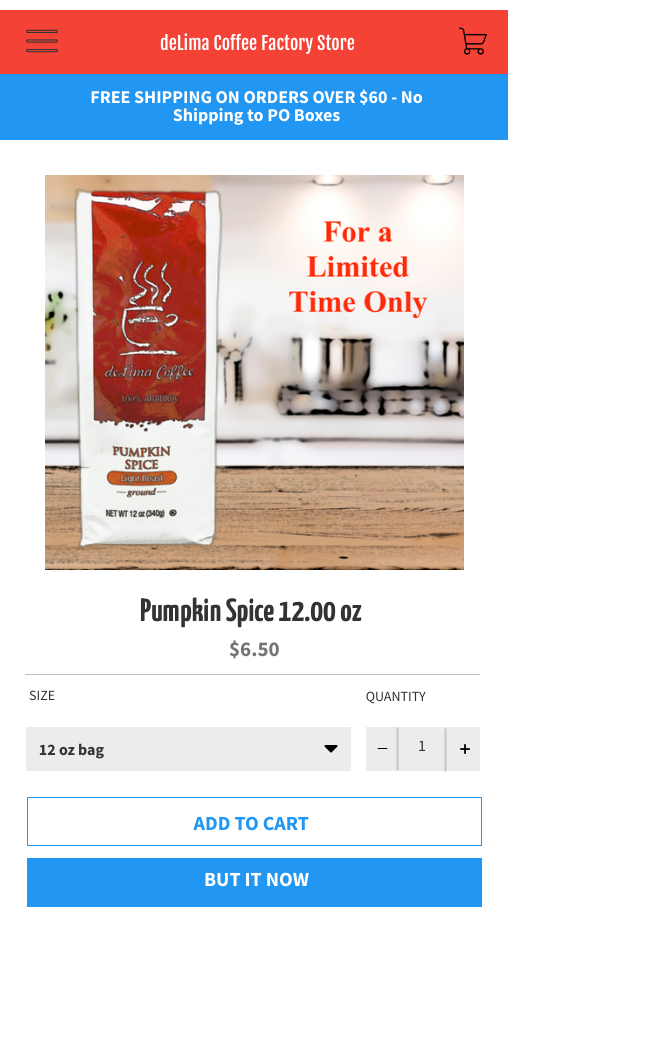 deLima Coffee Factory Store
FREE SHIPPING ON ORDERS OVER $60 - No
Shipping to PO Boxes
For a
Limited
Time Only
deLima Coffee
100% ARABICA
PUMPKIN
SPICE
Light Roast
ground
NET WT 12 oz (340g)
Pumpkin Spice 12.00 oz
$6.50
SIZE
QUANTITY
12 oz bag
− 1 +
ADD TO CART
BUT IT NOW